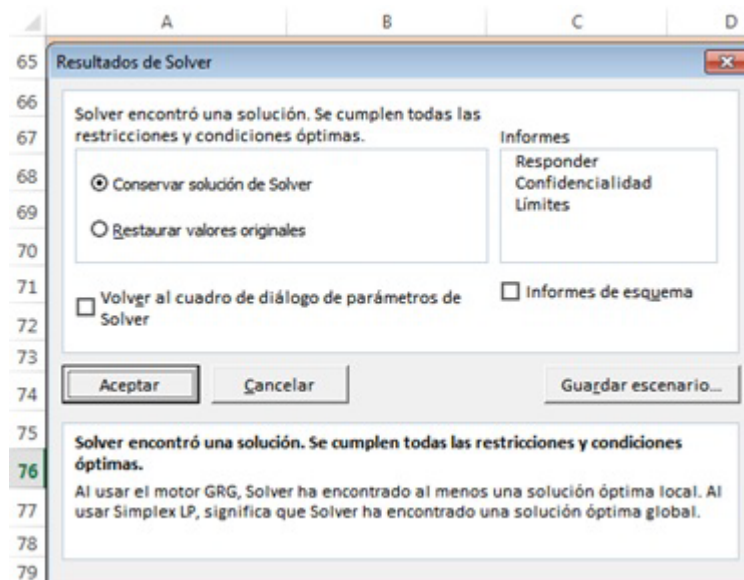 A B C D
65 Resultados de Solver
66
Solver encontró una solución. Se cumplen todas las
67 restricciones y condiciones óptimas.
Informes
Responder
68 Conservar solución de Solver
Confidencialidad
Límites
69 Restaurar valores originales
70
71 Volver al cuadro de diálogo de parámetros de
Solver
Informes de esquema
72
73
74 Aceptar Cancelar Guardar escenario...
75 Solver encontró una solución. Se cumplen todas las restricciones y condiciones
76 óptimas.
Al usar el motor GRG, Solver ha encontrado al menos una solución óptima local. Al
77 usar Simplex LP, significa que Solver ha encontrado una solución óptima global.
78
79